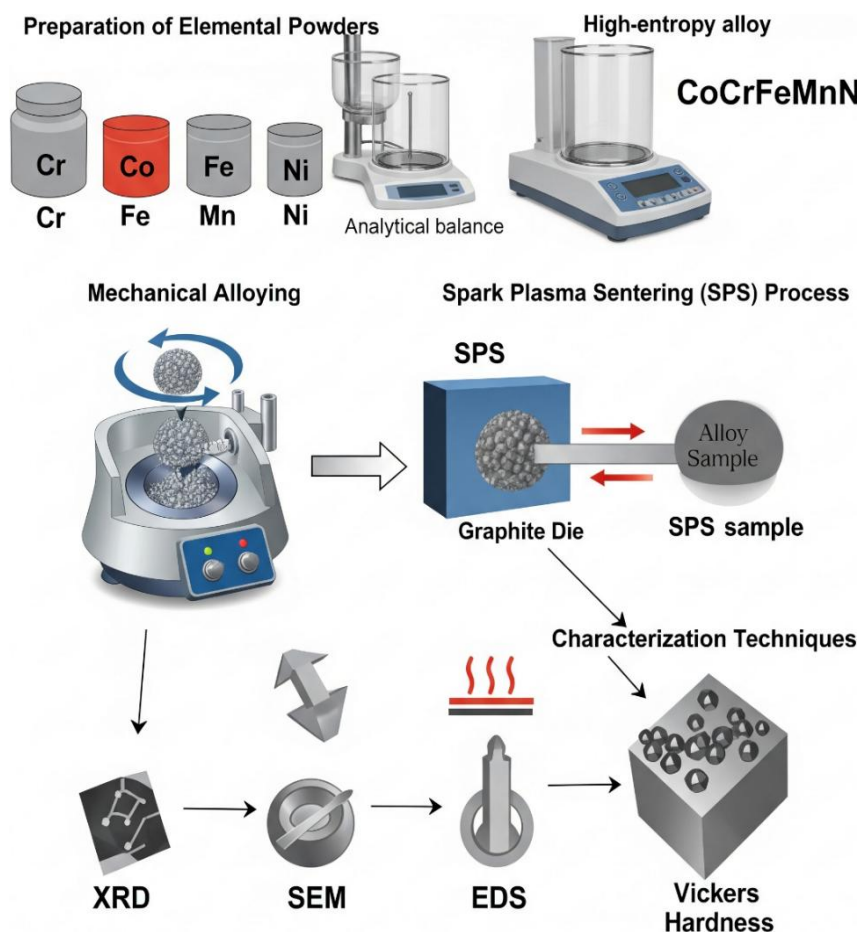 Preparation of Elemental Powders
High-entropy alloy
CoCrFeMnN
Cr
Co
Fe
Ni
Cr
Fe
Mn
Ni
Analytical balance
Mechanical Alloying
Spark Plasma Sentering (SPS) Process
SPS
Alloy
Sample
Graphite Die
SPS sample
Characterization Techniques
XRD
SEM
EDS
Vickers
Hardness